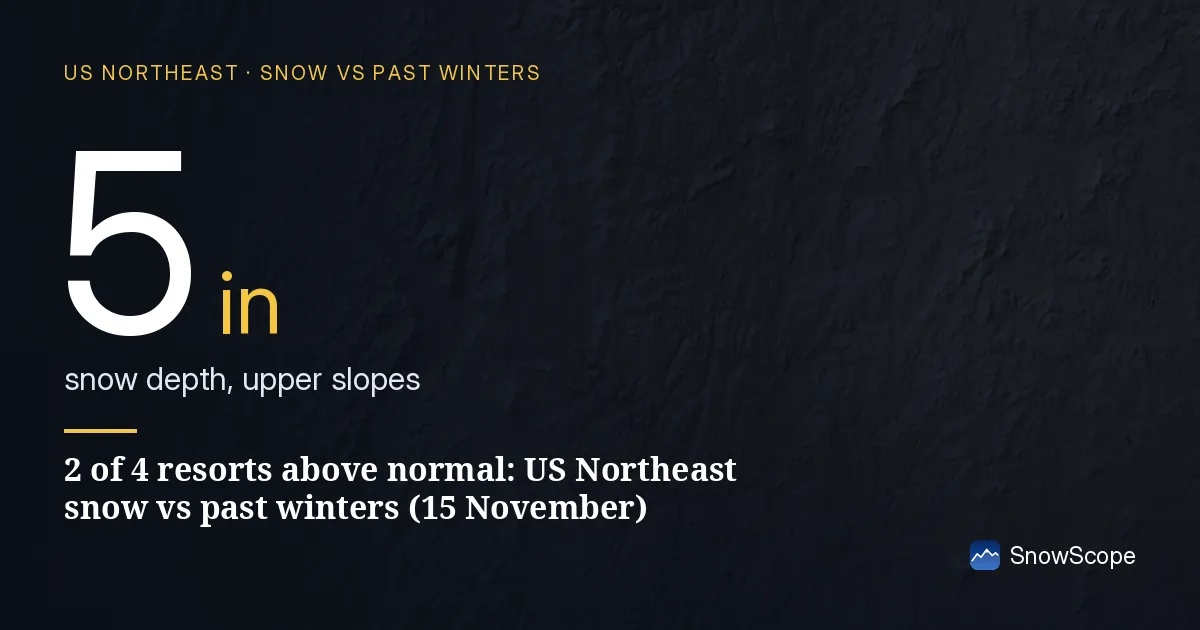 US NORTHEAST · SNOW VS PAST WINTERS
5 in
snow depth, upper slopes
2 of 4 resorts above normal: US Northeast
snow vs past winters (15 November)
SnowScope